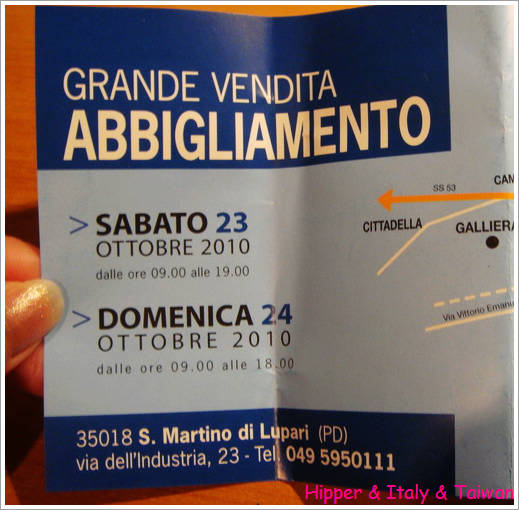 GRANDE VENDITA
ABBIGLIAMENTO
> SABATO 23
OTTOBRE 2010
dalle ore 09.00 alle 19.00
> DOMENICA 24
OTTOBRE 2010
dalle ore 09.00 alle 18.00
SS 53
CAM
CITTADELLA
GALLIERA
Via Vittorio Emanu
35018 S. Martino di Lupari (PD)
via dell'Industria, 23 - Tel. 049 5950111
Hipper & Italy & Taiwan